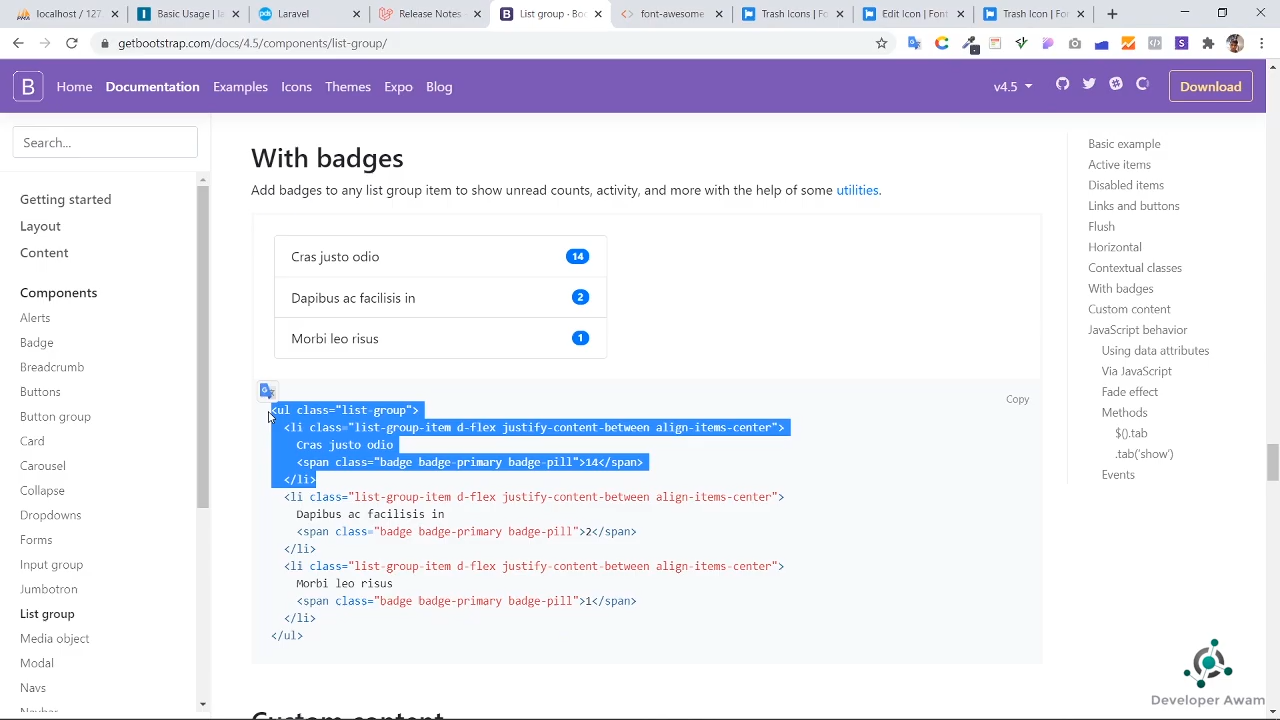 localhost / 127.
Basic Usage | le
Laravel
Release Notes
List group · Boo
font-awesome
Trash Icons | Fo
Edit Icon | Font
Trash Icon | For
getbootstrap.com/docs/4.5/components/list-group/
B
Home
Documentation
Examples
Icons
Themes
Expo
Blog
v4.5
Download
Search...
Getting started
Layout
Content
Components
Alerts
Badge
Breadcrumb
Buttons
Button group
Card
Carousel
Collapse
Dropdowns
Forms
Input group
Jumbotron
List group
Media object
Modal
Navs
Navbar
With badges
Add badges to any list group item to show unread counts, activity, and more with the help of some utilities.
Cras justo odio 14
Dapibus ac facilisis in 2
Morbi leo risus 1
Copy
<ul class="list-group">
<li class="list-group-item d-flex justify-content-between align-items-center">
Cras justo odio
<span class="badge badge-primary badge-pill">14</span>
</li>
<li class="list-group-item d-flex justify-content-between align-items-center">
Dapibus ac facilisis in
<span class="badge badge-primary badge-pill">2</span>
</li>
<li class="list-group-item d-flex justify-content-between align-items-center">
Morbi leo risus
<span class="badge badge-primary badge-pill">1</span>
</li>
</ul>
Custom content
Basic example
Active items
Disabled items
Links and buttons
Flush
Horizontal
Contextual classes
With badges
Custom content
JavaScript behavior
Using data attributes
Via JavaScript
Fade effect
Methods
$().tab
.tab('show')
Events
Developer Awam